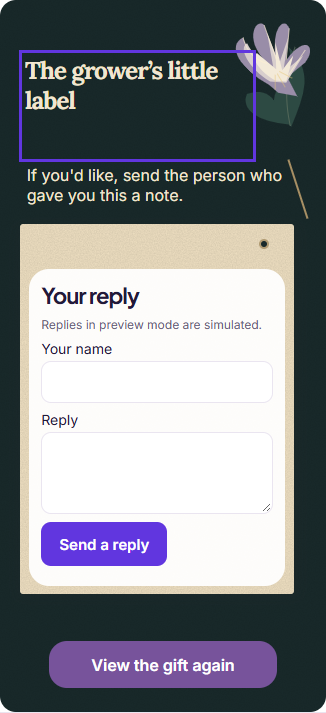 The grower’s little
label
If you'd like, send the person who
gave you this a note.
Your reply
Replies in preview mode are simulated.
Your name
Reply
Send a reply
View the gift again